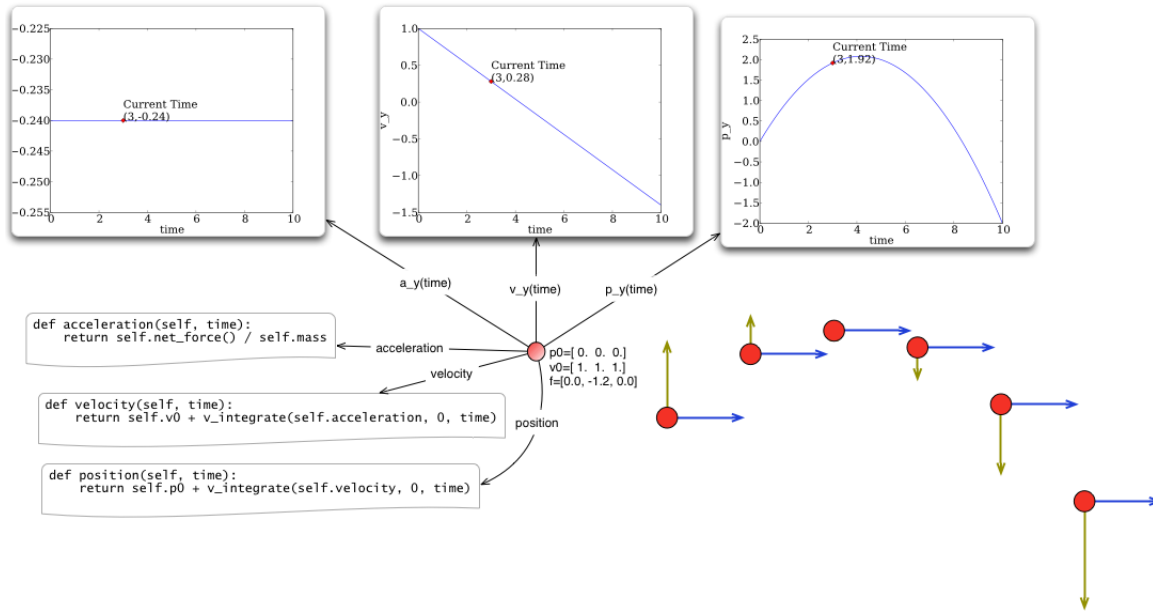 −0.225
−0.230
−0.235
−0.240
−0.245
−0.250
−0.255
0 2 4 6 8 10
time
Current Time
(3,-0.24)
1.0
0.5
0.0
−0.5
−1.0
−1.5
v_y
0 2 4 6 8 10
time
Current Time
(3,0.28)
2.5
2.0
1.5
1.0
0.5
0.0
−0.5
−1.0
−1.5
−2.0
p_y
0 2 4 6 8 10
time
Current Time
(3,1.92)
a_y(time)
v_y(time)
p_y(time)
def acceleration(self, time):
    return self.net_force() / self.mass
acceleration
p0=[ 0. 0. 0.]
v0=[ 1. 1. 1.]
f=[0.0, -1.2, 0.0]
velocity
def velocity(self, time):
    return self.v0 + v_integrate(self.acceleration, 0, time)
position
def position(self, time):
    return self.p0 + v_integrate(self.velocity, 0, time)